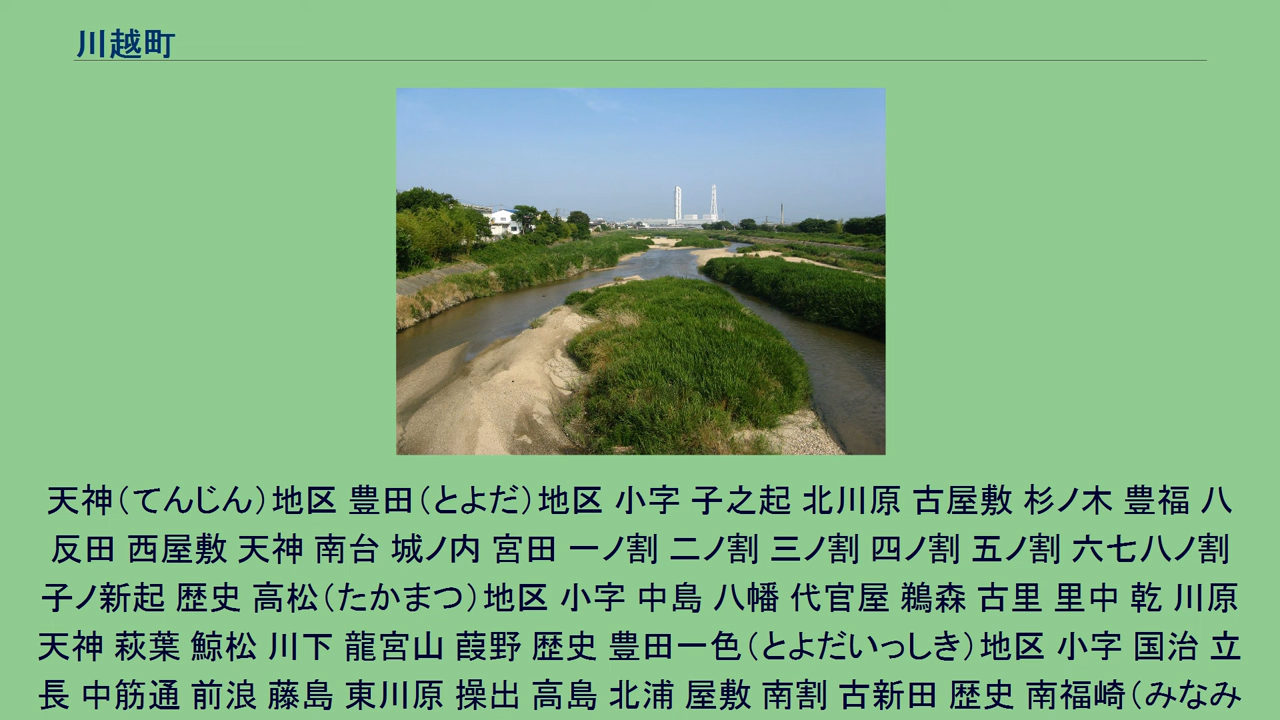 川越町
天神（てんじん）地区 豊田（とよだ）地区 小字 子之起 北川原 古屋敷 杉ノ木 豊福 八
反田 西屋敷 天神 南台 城ノ内 宮田 一ノ割 二ノ割 三ノ割 四ノ割 五ノ割 六七八ノ割
子ノ新起 歴史 高松（たかまつ）地区 小字 中島 八幡 代官屋 鵜森 古里 里中 乾 川原
天神 萩葉 鯨松 川下 龍宮山 葭野 歴史 豊田一色（とよだいっしき）地区 小字 国治 立
長 中筋通 前浪 藤島 東川原 操出 高島 北浦 屋敷 南割 古新田 歴史 南福崎（みなみ